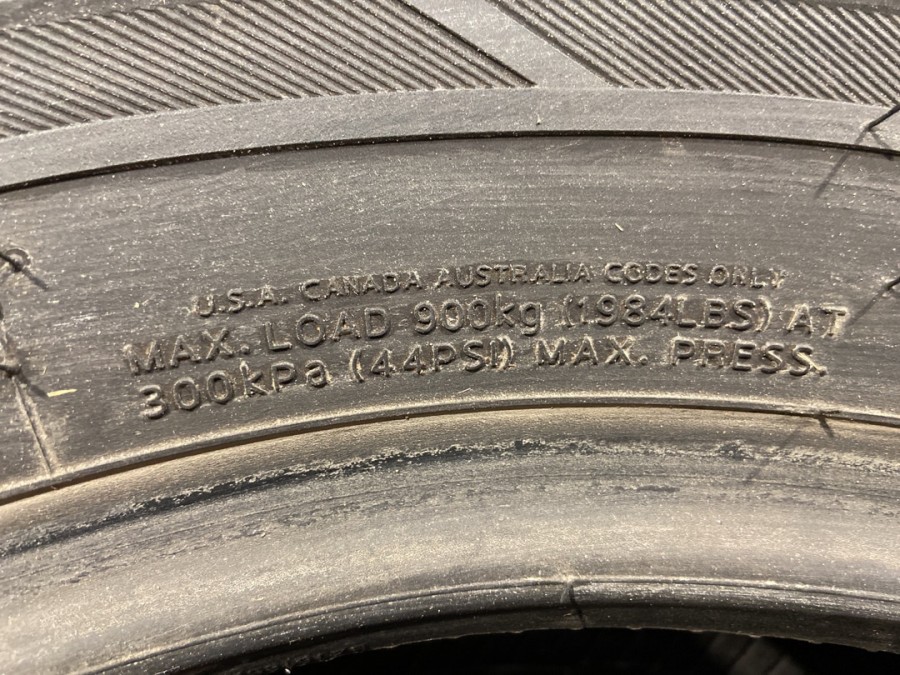 U.S.A. CANADA AUSTRALIA CODES ONLY
MAX. LOAD 900kg (1984LBS) AT
300kPa (44PSI) MAX. PRESS.